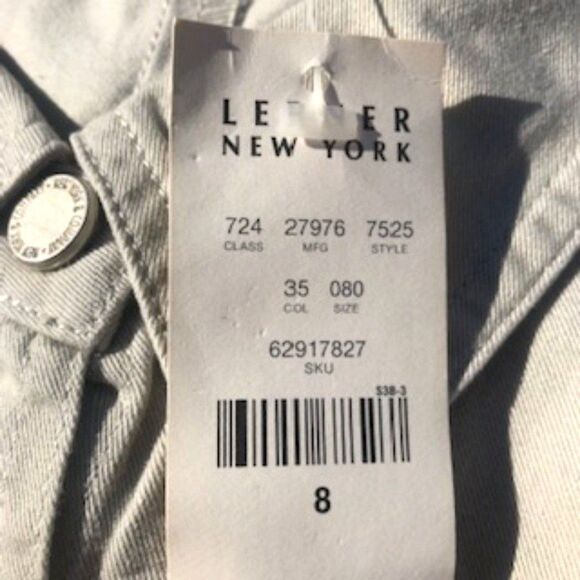 NEW YORK
724 27976 7525
CLASS MFG STYLE
35 080
COL SIZE
62917827
SKU
S38-3
8